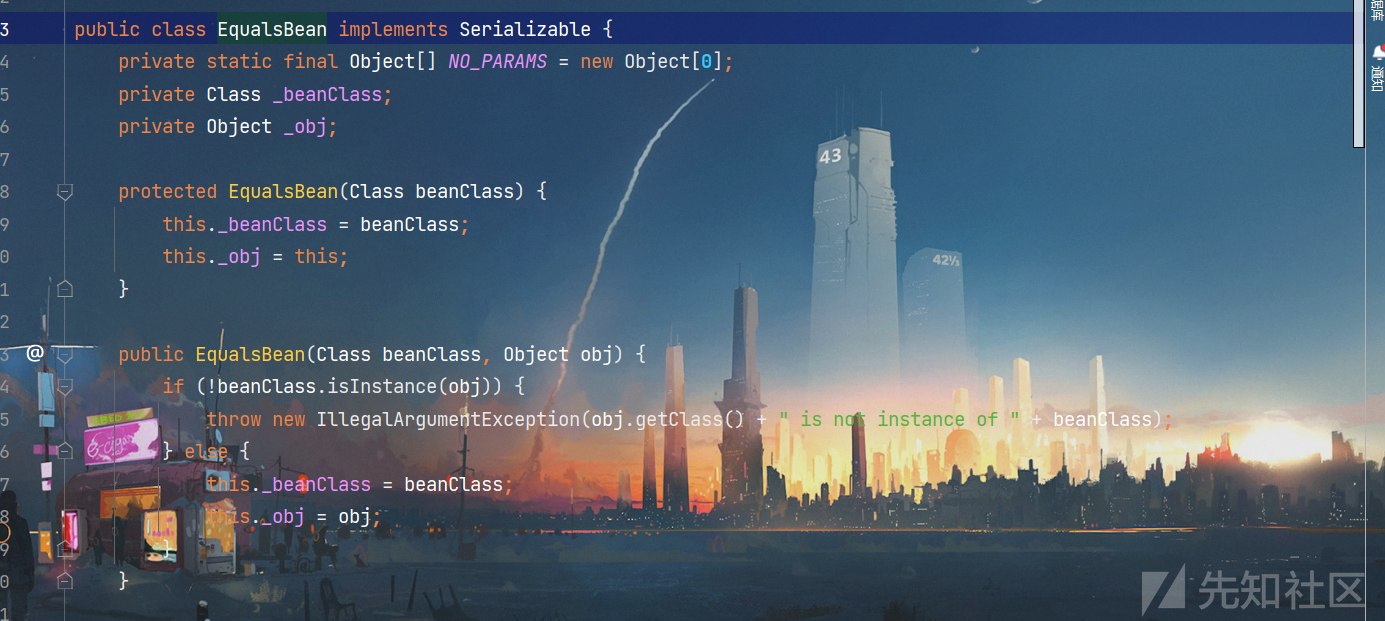 3 public class EqualsBean implements Serializable {
4 private static final Object[] NO_PARAMS = new Object[0];
5 private Class _beanClass;
6 private Object _obj;
7
8 protected EqualsBean(Class beanClass) {
9 this._beanClass = beanClass;
0 this._obj = this;
1 }
2
3 @ public EqualsBean(Class beanClass, Object obj) {
4 if (!beanClass.isInstance(obj)) {
5 throw new IllegalArgumentException(obj.getClass() + " is not instance of " + beanClass);
6 } else {
7 this._beanClass = beanClass;
8 this._obj = obj;
9 }
0 }
1
43
42⅓
通知
先知社区